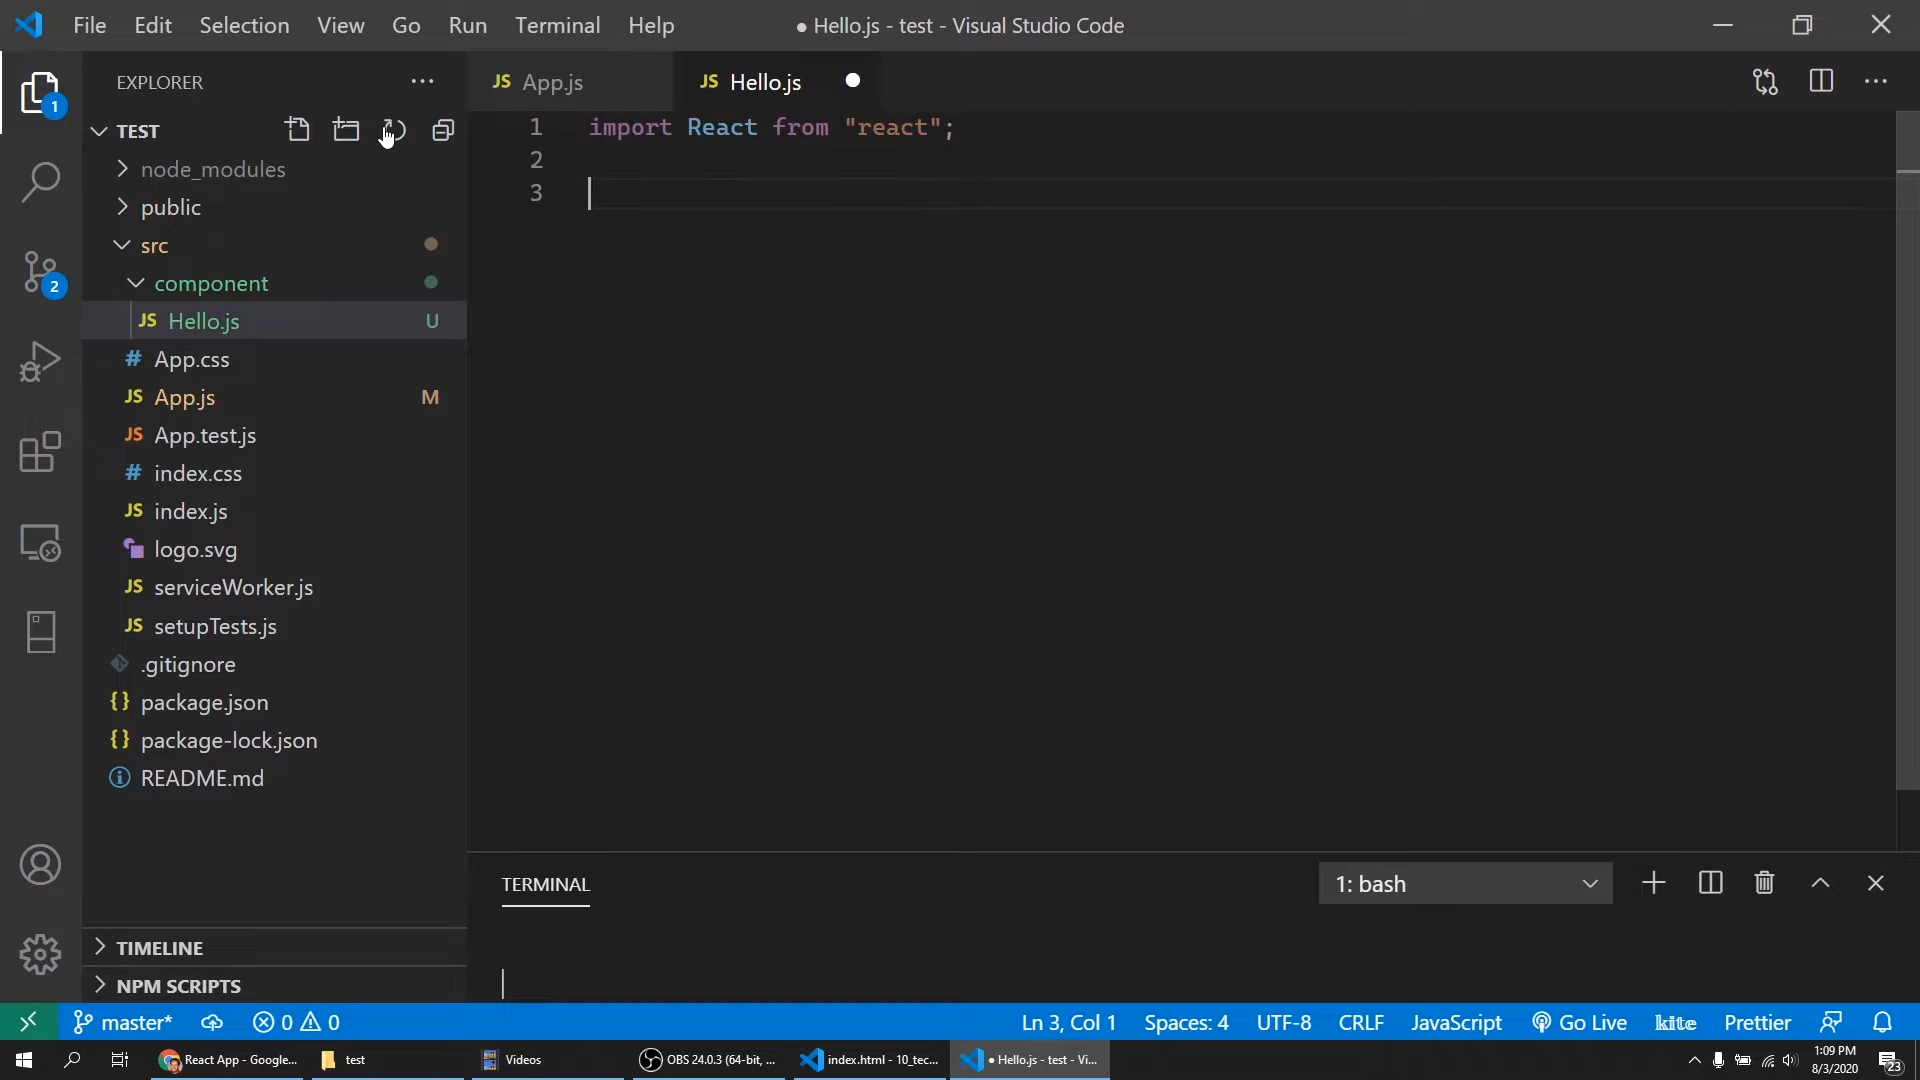 File Edit Selection View Go Run Terminal Help
● Hello.js - test - Visual Studio Code
EXPLORER
JS App.js
JS Hello.js
1
TEST
1 import React from "react";
2
3
node_modules
public
src
2
component
JS Hello.js U
# App.css
JS App.js M
JS App.test.js
# index.css
JS index.js
logo.svg
JS serviceWorker.js
JS setupTests.js
.gitignore
{} package.json
{} package-lock.json
README.md
TERMINAL
1: bash
TIMELINE
NPM SCRIPTS
master* 0 0 Ln 3, Col 1 Spaces: 4 UTF-8 CRLF JavaScript Go Live kite Prettier
React App - Google... test Videos OBS 24.0.3 (64-bit, ... index.html - 10_tec... ● Hello.js - test - Vi...
1:09 PM
8/3/2020
23